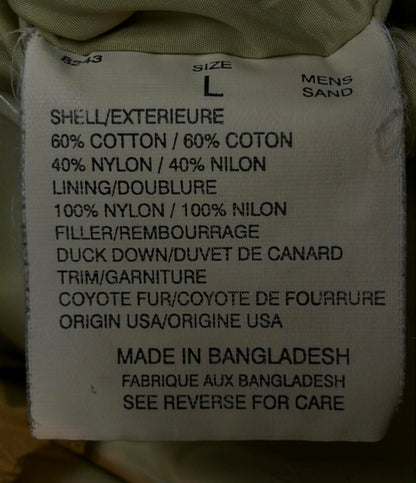 8243
SIZE
L
MENS
SAND
SHELL/EXTERIEURE
60% COTTON / 60% COTON
40% NYLON / 40% NILON
LINING/DOUBLURE
100% NYLON / 100% NILON
FILLER/REMBOURRAGE
DUCK DOWN/DUVET DE CANARD
TRIM/GARNITURE
COYOTE FUR/COYOTE DE FOURRURE
ORIGIN USA/ORIGINE USA
MADE IN BANGLADESH
FABRIQUE AUX BANGLADESH
SEE REVERSE FOR CARE